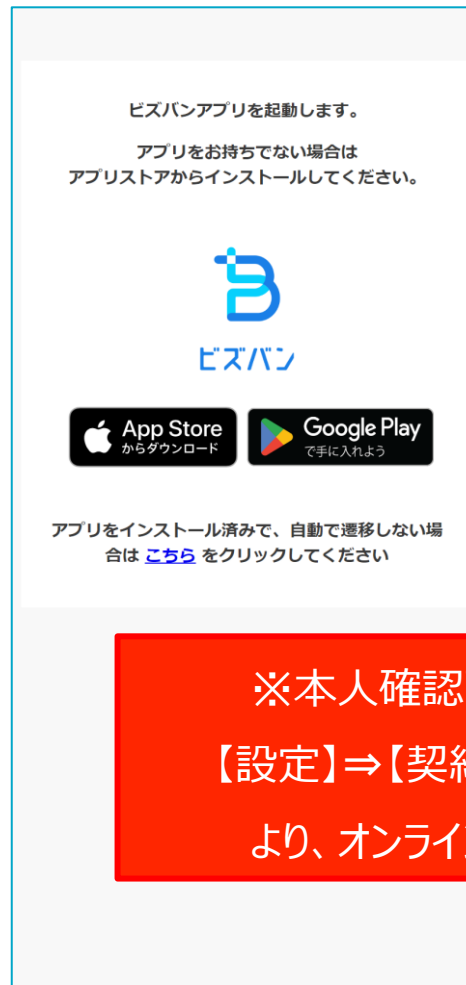 ビズバンアプリを起動します。
アプリをお持ちでない場合は
アプリストアからインストールしてください。
ビズバン
App Store
からダウンロード
Google Play
で手に入れよう
アプリをインストール済みで、自動で遷移しない場
合は こちら をクリックしてください
※本人確認
【設定】⇒【契
より、オンライ